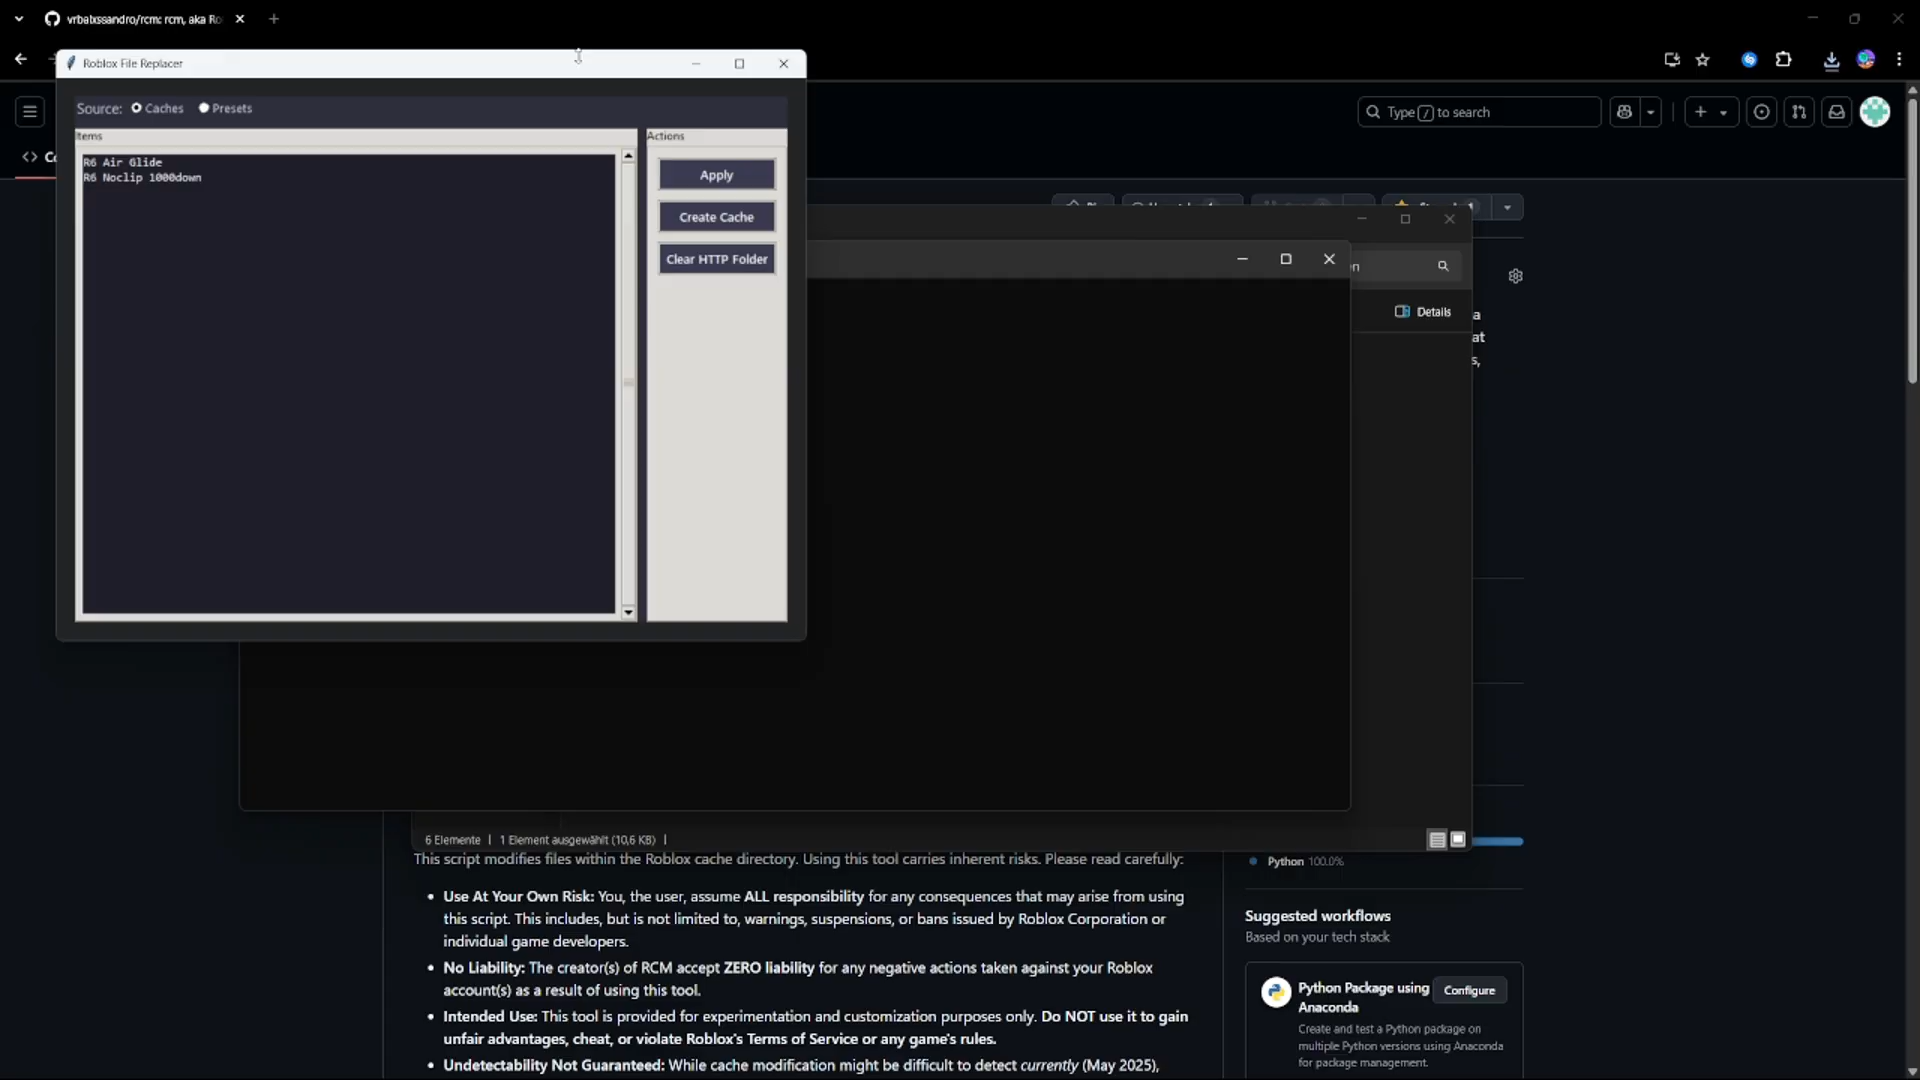 vrbalxssandro/rcm: rcm, aka Ro
Roblox File Replacer
Source: Caches Presets
Type / to search
Items
Actions
R6 Air Glide
R6 Noclip 1000down
Apply
Create Cache
Clear HTTP Folder
Details
6 Elemente | 1 Element ausgewählt (10,6 KB) |
This script modifies files within the Roblox cache directory. Using this tool carries inherent risks. Please read carefully:
Python 100.0%
• Use At Your Own Risk: You, the user, assume ALL responsibility for any consequences that may arise from using
this script. This includes, but is not limited to, warnings, suspensions, or bans issued by Roblox Corporation or
individual game developers.
• No Liability: The creator(s) of RCM accept ZERO liability for any negative actions taken against your Roblox
account(s) as a result of using this tool.
• Intended Use: This tool is provided for experimentation and customization purposes only. Do NOT use it to gain
unfair advantages, cheat, or violate Roblox's Terms of Service or any game's rules.
• Undetectability Not Guaranteed: While cache modification might be difficult to detect currently (May 2025),
Suggested workflows
Based on your tech stack
Python Package using
Anaconda
Configure
Create and test a Python package on
multiple Python versions using Anaconda
for package management.